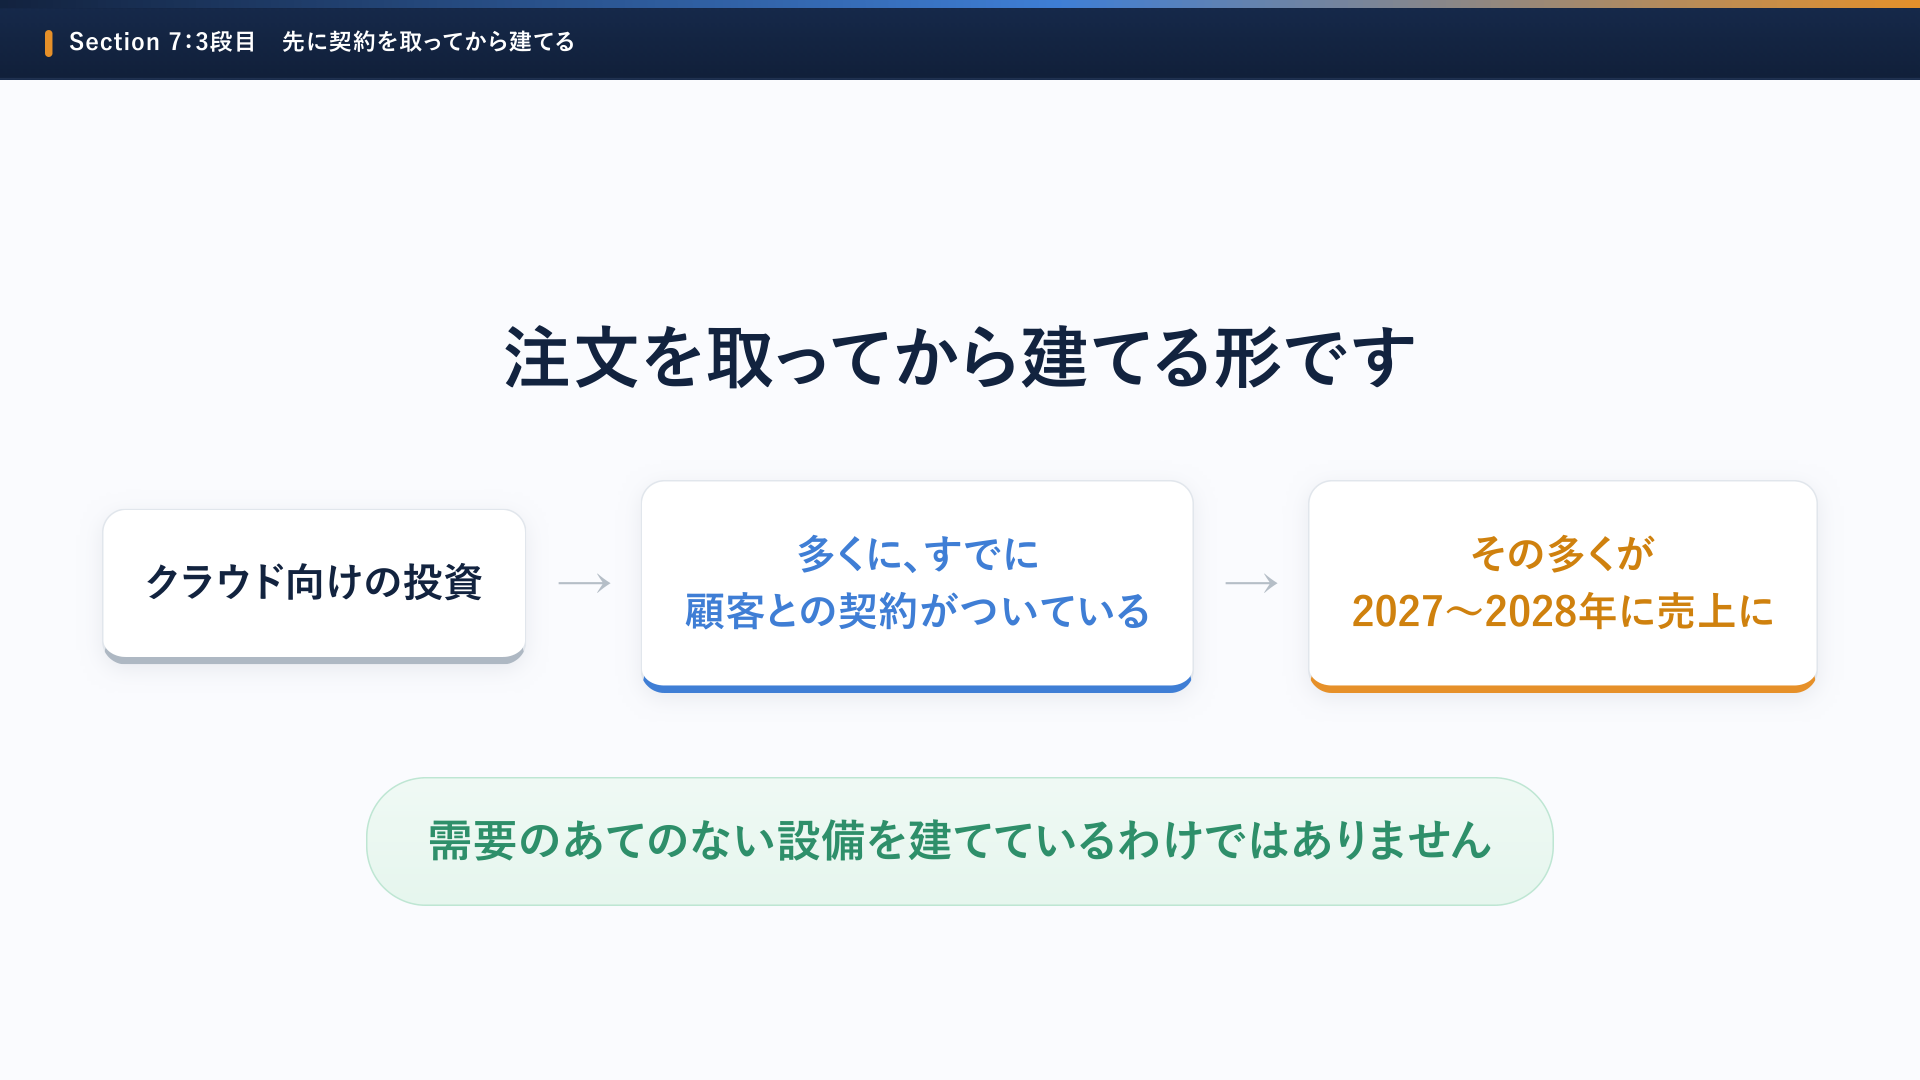 Section 7：3段目　先に契約を取ってから建てる
注文を取ってから建てる形です
クラウド向けの投資
→
多くに、すでに
顧客との契約がついている
→
その多くが
2027〜2028年に売上に
需要のあてのない設備を建てているわけではありません